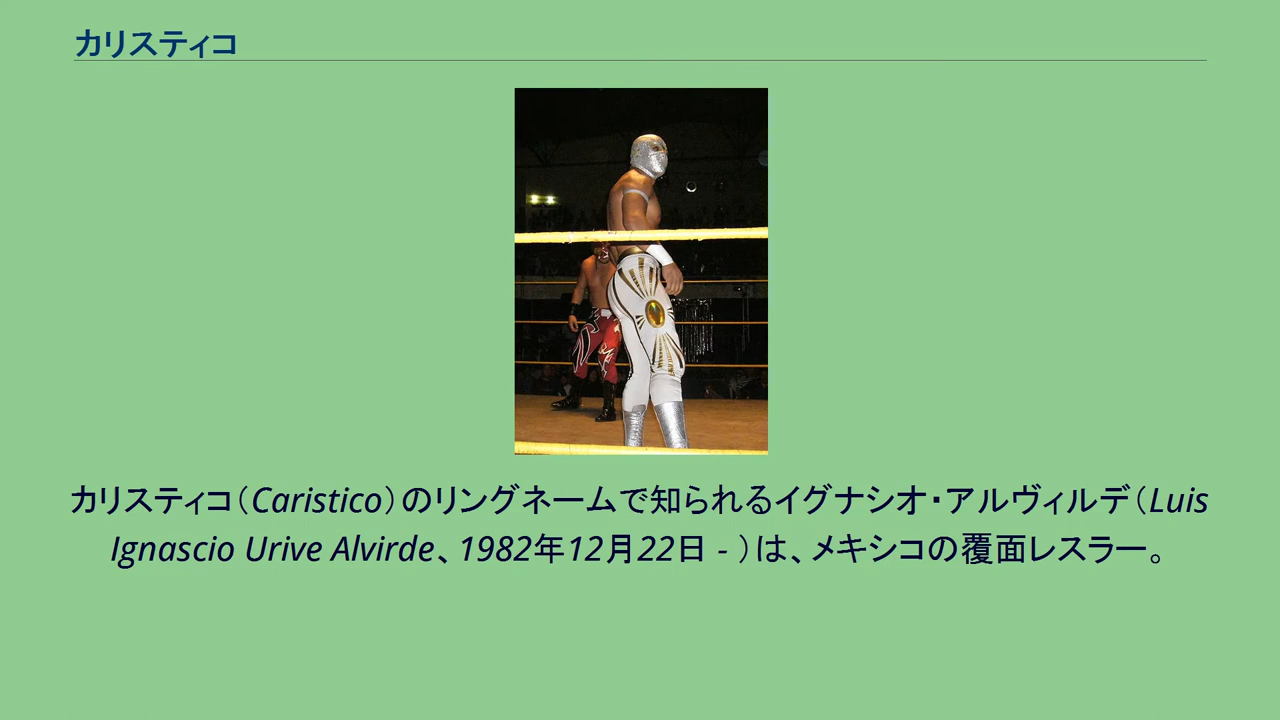 カリスティコ
カリスティコ（Caristico）のリングネームで知られるイグナシオ・アルヴィルデ（Luis
Ignascio Urive Alvirde、1982年12月22日 - ）は、メキシコの覆面レスラー。